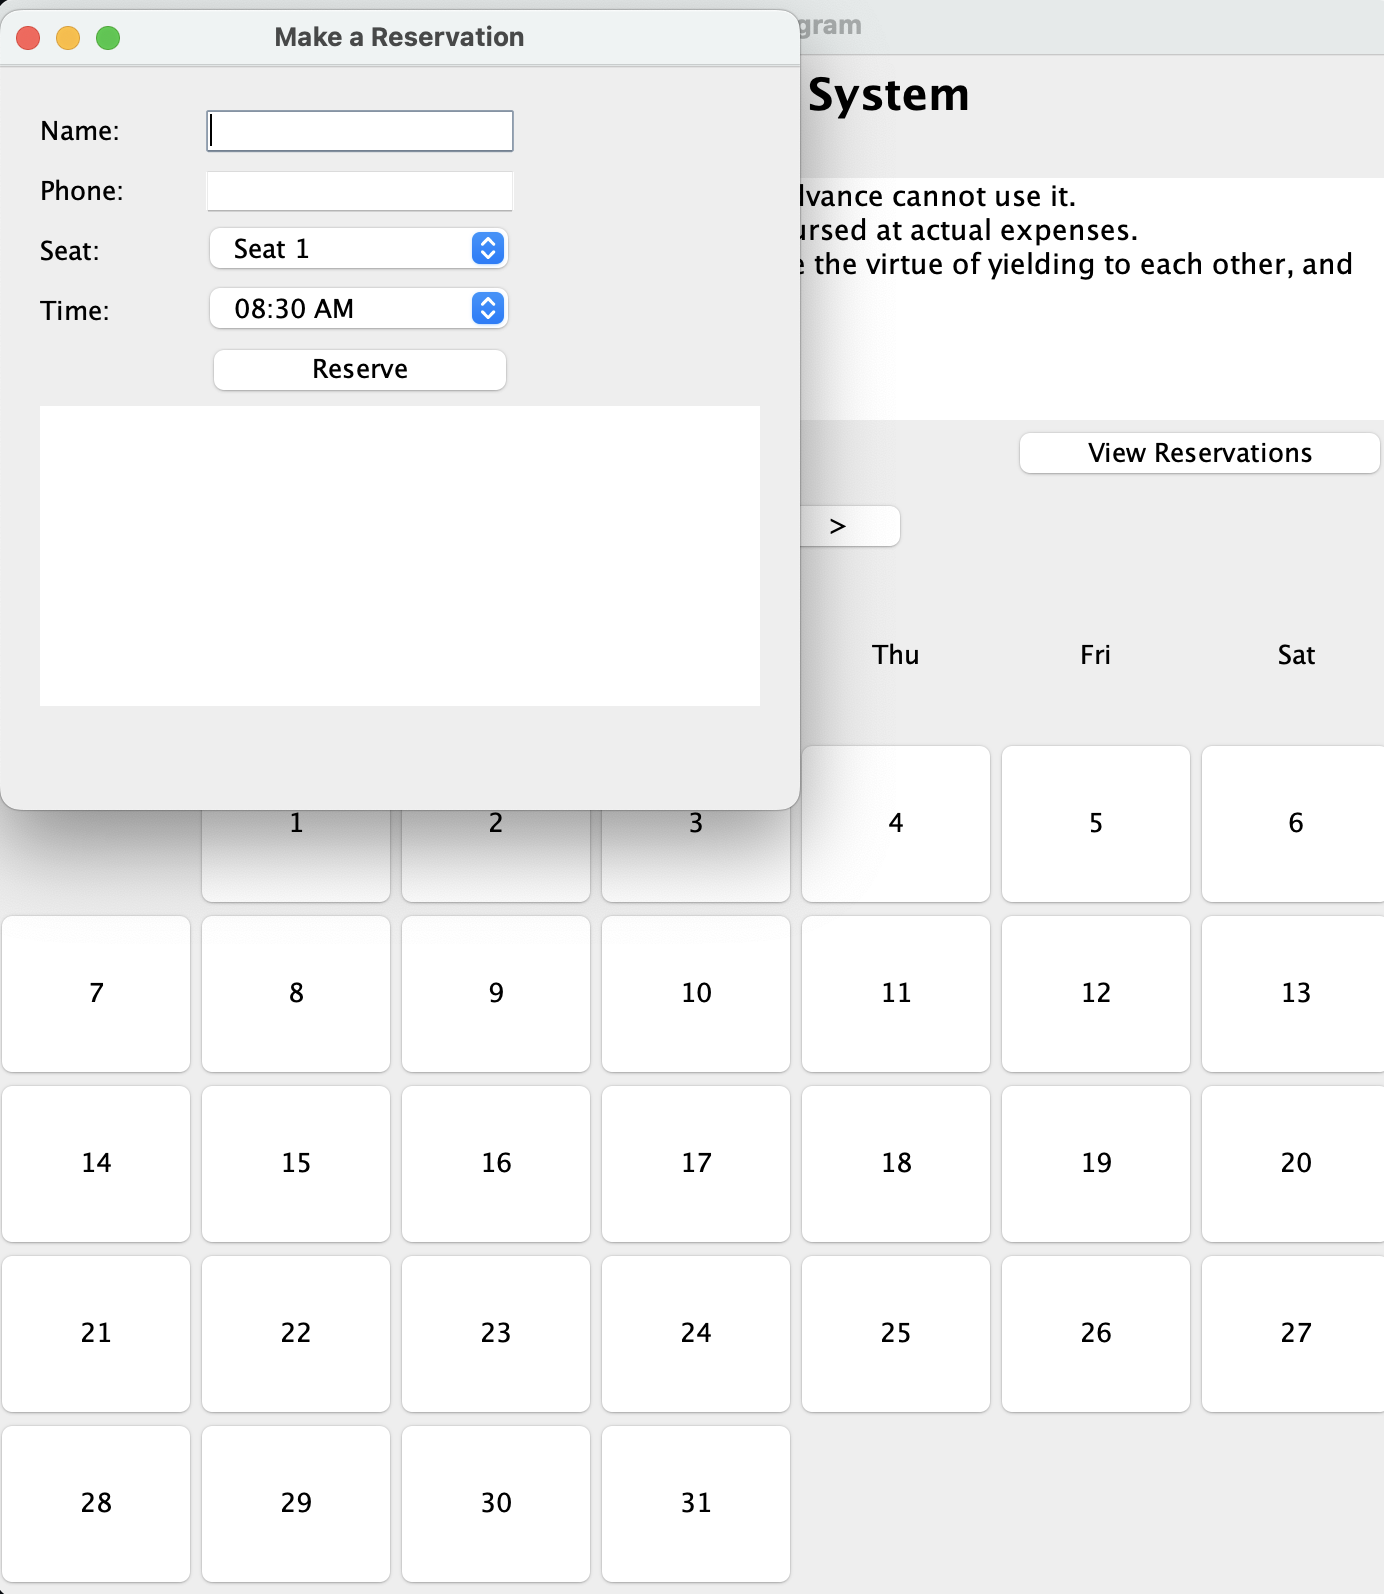 Make a Reservation
Name:
Phone:
Seat:
Seat 1
Time:
08:30 AM
Reserve
System
cannot use it.
at actual expenses.
the virtue of yielding to each other, and
View Reservations
>
Thu Fri Sat
1 2 3 4 5 6
7 8 9 10 11 12 13
14 15 16 17 18 19 20
21 22 23 24 25 26 27
28 29 30 31